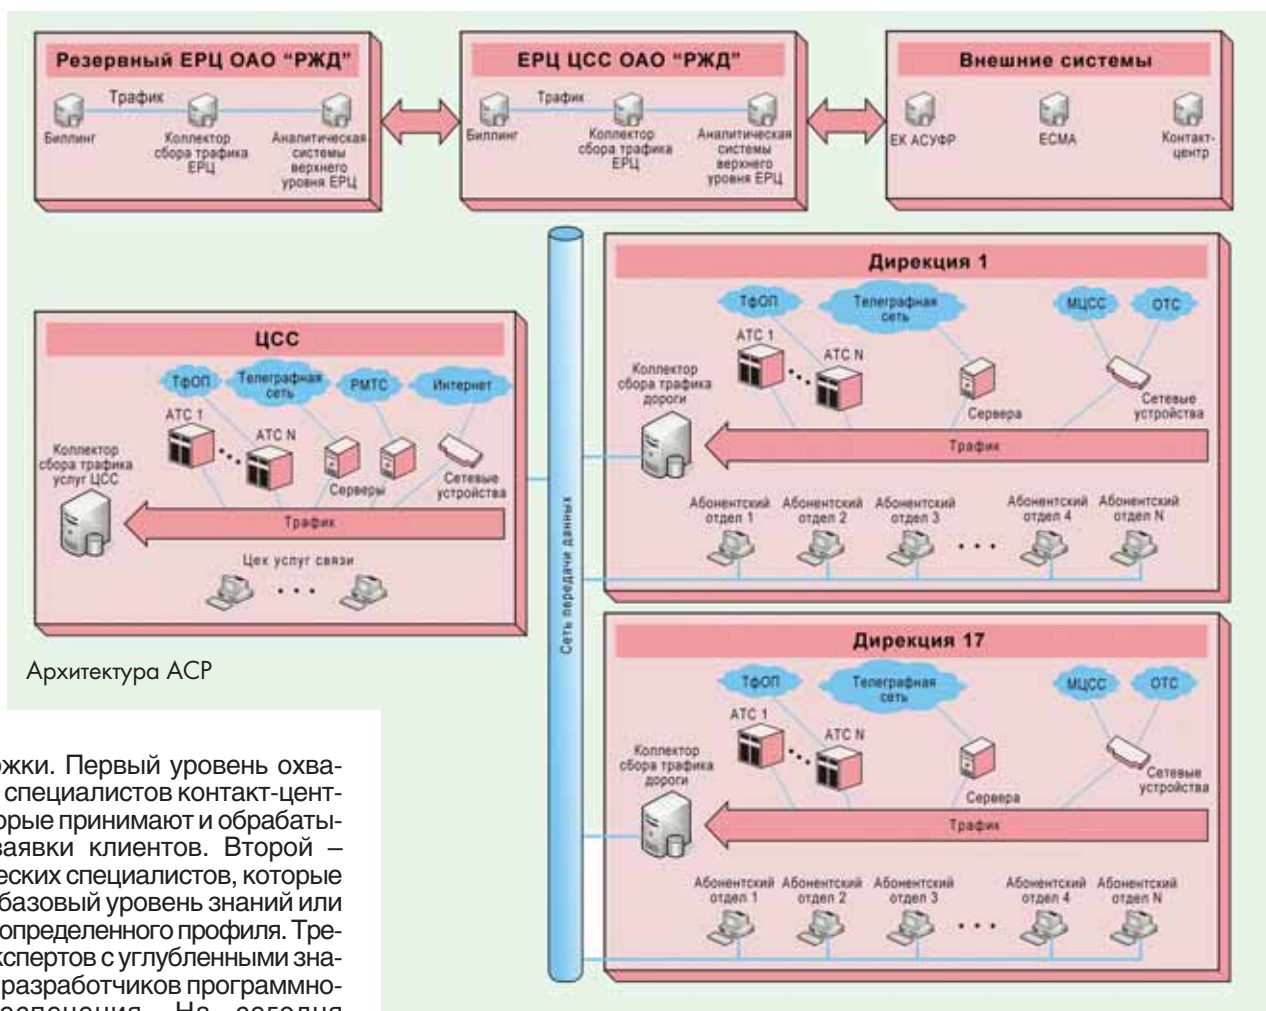 Резервный ЕРЦ ОАО “РЖД”
Трафик
Биллинг
Коллектор
сбора трафика
ЕРЦ
Аналитическая
системы
верхнего
уровня ЕРЦ
ЕРЦ ЦСС ОАО “РЖД”
Трафик
Биллинг
Коллектор
сбора трафика
ЕРЦ
Аналитическая
системы
верхнего
уровня ЕРЦ
Внешние системы
ЕК АСУФР
ЕСМА
Контакт-
центр
ЦСС
ТфОП
Телеграфная
сеть
РМТС
Интернет
АТС 1
АТС N
Коллектор
сбора трафика
услуг ЦСС
Серверы
Сетевые
устройства
Трафик
Цех услуг связи
Сеть передачи данных
Дирекция 1
ТфОП
Телеграфная
сеть
МЦСС
ОТС
АТС 1
АТС N
Коллектор
сбора трафика
дороги
Сервера
Сетевые
устройства
Трафик
Абонентский
отдел 1
Абонентский
отдел 2
Абонентский
отдел 3
Абонентский
отдел 4
Абонентский
отдел N
Дирекция 17
ТфОП
Телеграфная
сеть
МЦСС
ОТС
АТС 1
АТС N
Коллектор
сбора трафика
дороги
Сервера
Сетевые
устройства
Трафик
Абонентский
отдел 1
Абонентский
отдел 2
Абонентский
отдел 3
Абонентский
отдел 4
Абонентский
отдел N
Архитектура АСР
ожки. Первый уровень охва-
специалистов контакт-цент-
орые принимают и обрабаты-
заявки клиентов. Второй –
еских специалистов, которые
базовый уровень знаний или
определенного профиля. Тре-
кспертов с углубленными зна-
разработчиков программно-
На сегодня